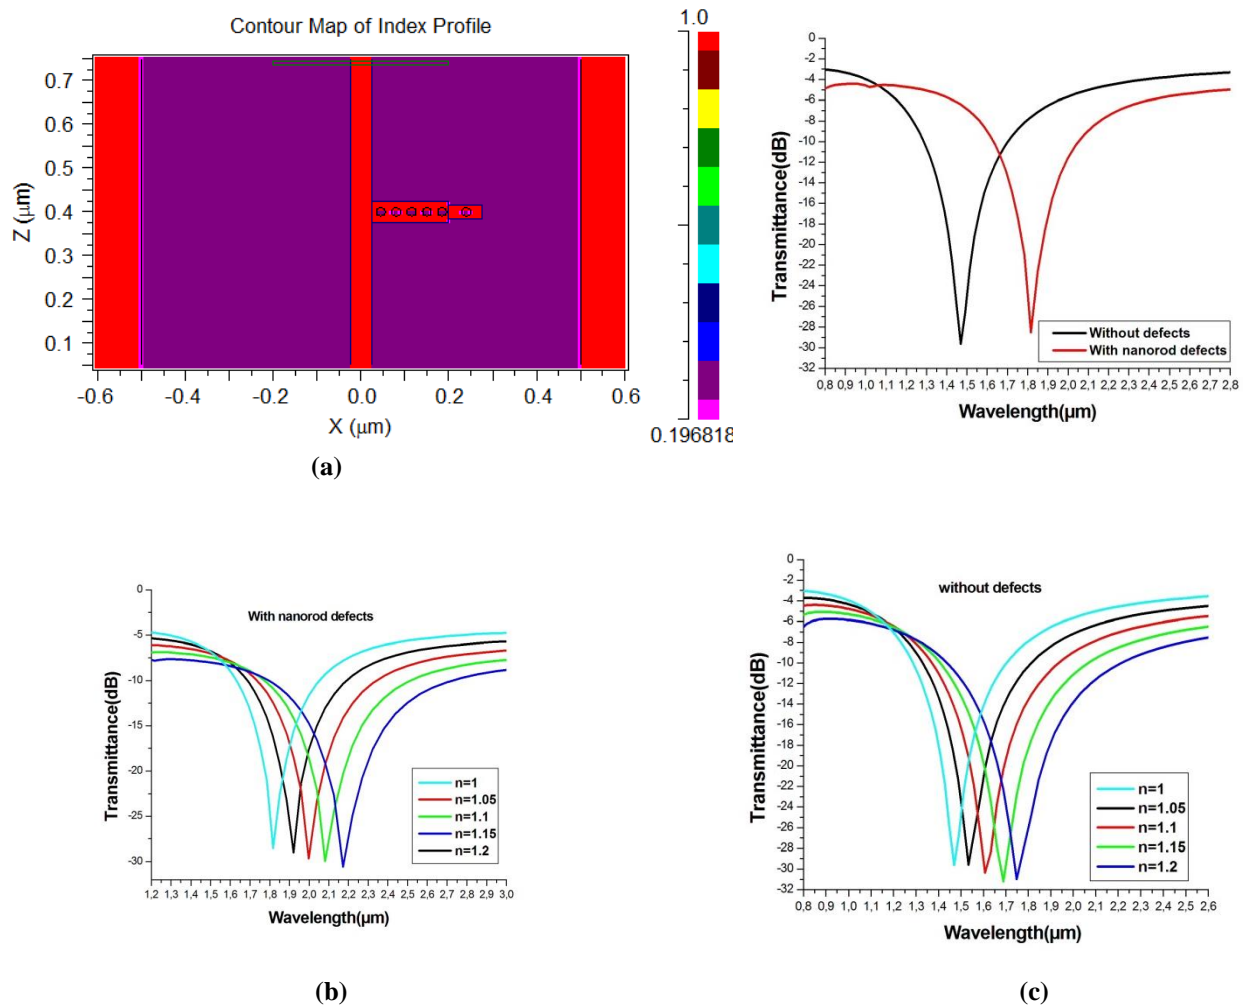 Contour Map of Index Profile
1.0
0.7
0.6
0.5
0.4
0.3
0.2
0.1
Z (µm)
-0.6 -0.4 -0.2 0.0 0.2 0.4 0.6
X (µm)
0.196818
(a)
0
-2
-4
-6
-8
-10
-12
-14
-16
-18
-20
-22
-24
-26
-28
-30
-32
Transmittance(dB)
Without defects
With nanorod defects
0,8 0,9 1,0 1,1 1,2 1,3 1,4 1,5 1,6 1,7 1,8 1,9 2,0 2,1 2,2 2,3 2,4 2,5 2,6 2,7 2,8
Wavelength(µm)
0
-5
-10
-15
-20
-25
-30
Transmittance(dB)
With nanorod defects
n=1
n=1.05
n=1.1
n=1.15
n=1.2
1,2 1,3 1,4 1,5 1,6 1,7 1,8 1,9 2,0 2,1 2,2 2,3 2,4 2,5 2,6 2,7 2,8 2,9 3,0
Wavelength(µm)
(b)
0
-2
-4
-6
-8
-10
-12
-14
-16
-18
-20
-22
-24
-26
-28
-30
-32
Transmittance(dB)
without defects
n=1
n=1.05
n=1.1
n=1.15
n=1.2
0,8 0,9 1,0 1,1 1,2 1,3 1,4 1,5 1,6 1,7 1,8 1,9 2,0 2,1 2,2 2,3 2,4 2,5 2,6
Wavelength(µm)
(c)